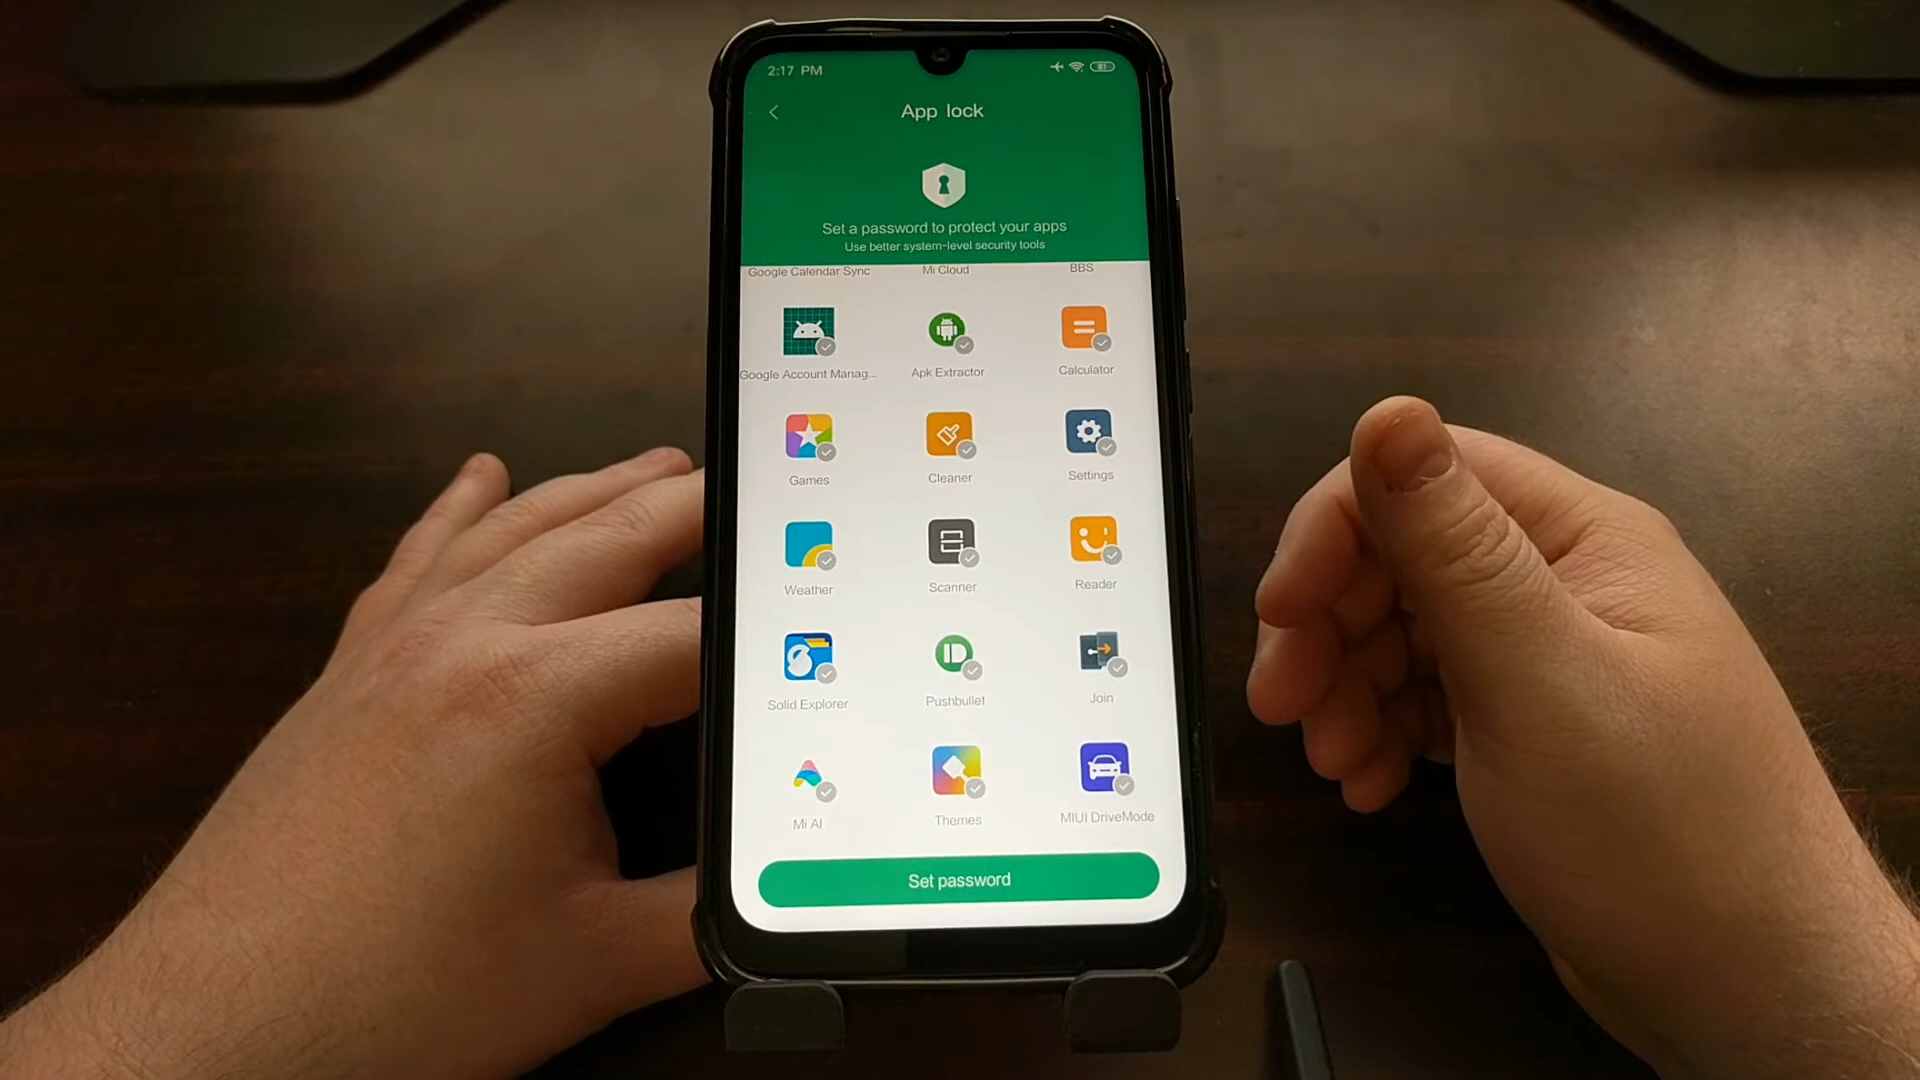 2:17 PM
81
App lock
Set a password to protect your apps
Use better system-level security tools
Google Calendar Sync
Mi Cloud
BBS
Google Account Manag...
Apk Extractor
Calculator
Games
Cleaner
Settings
Weather
Scanner
Reader
Solid Explorer
Pushbullet
Join
Mi AI
Themes
MIUI DriveMode
Set password